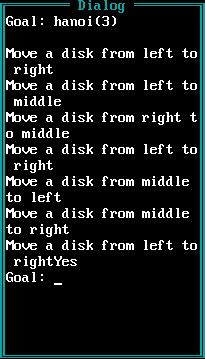 Dialog
Goal: hanoi(3)
Move a disk from left to
right
Move a disk from left to
middle
Move a disk from right t
o middle
Move a disk from left to
right
Move a disk from middle
to left
Move a disk from middle
to right
Move a disk from left to
rightYes
Goal: _